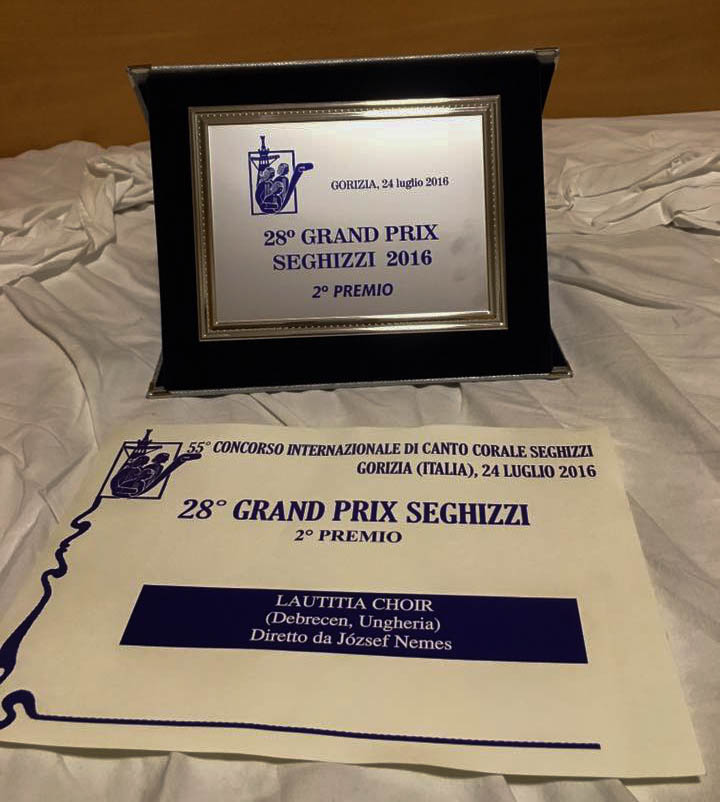 GORIZIA, 24 luglio 2016
28º GRAND PRIX
SEGHIZZI 2016
2º PREMIO
55° CONCORSO INTERNAZIONALE DI CANTO CORALE SEGHIZZI
GORIZIA (ITALIA), 24 LUGLIO 2016
28° GRAND PRIX SEGHIZZI
2° PREMIO
LAUTITIA CHOIR
(Debrecen, Ungheria)
Diretto da József Nemes